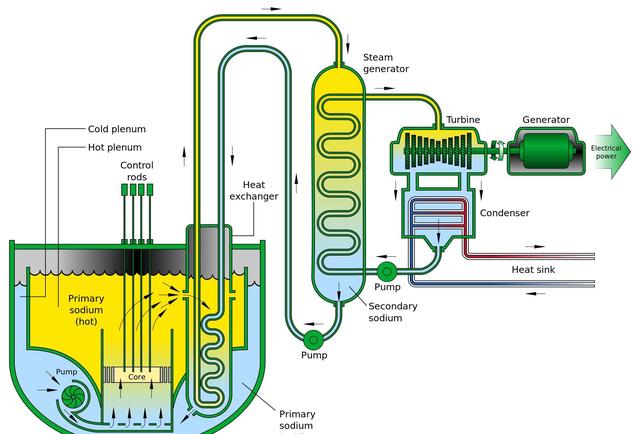 Steam
generator
Turbine
Generator
Electrical
power
Cold plenum
Hot plenum
Control
rods
Heat
exchanger
Condenser
Heat sink
Pump
Secondary
sodium
Primary
sodium
(hot)
Pump
Pump
Core
Primary
sodium